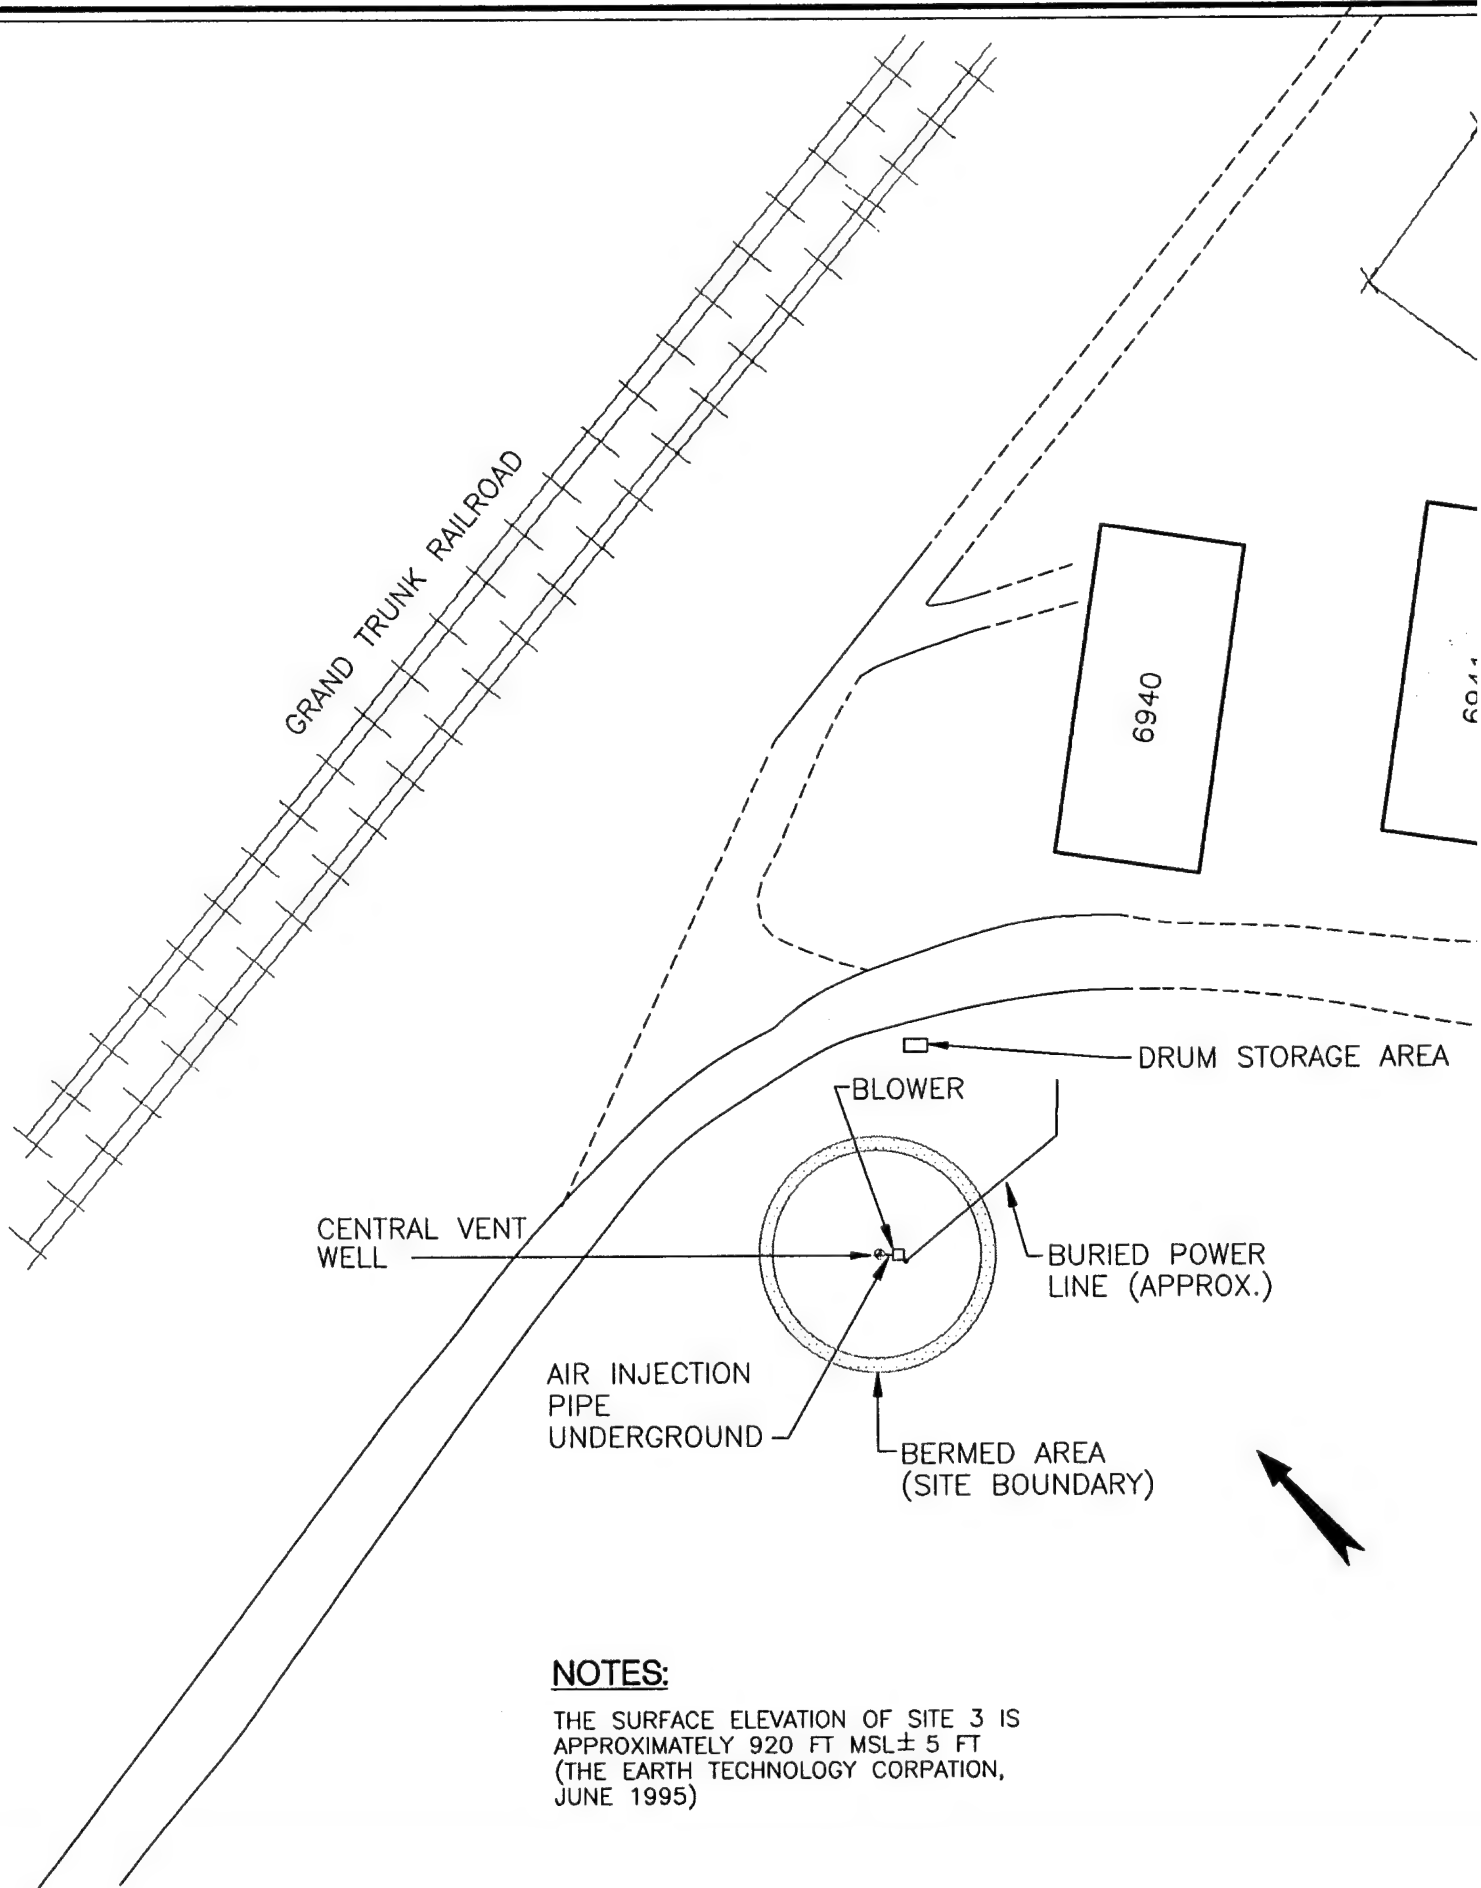 GRAND TRUNK RAILROAD
6940
DRUM STORAGE AREA
BLOWER
CENTRAL VENT
WELL
BURIED POWER
LINE (APPROX.)
AIR INJECTION
PIPE
UNDERGROUND
BERMED AREA
(SITE BOUNDARY)
NOTES:
THE SURFACE ELEVATION OF SITE 3 IS
APPROXIMATELY 920 FT MSL± 5 FT
(THE EARTH TECHNOLOGY CORPATION,
JUNE 1995)